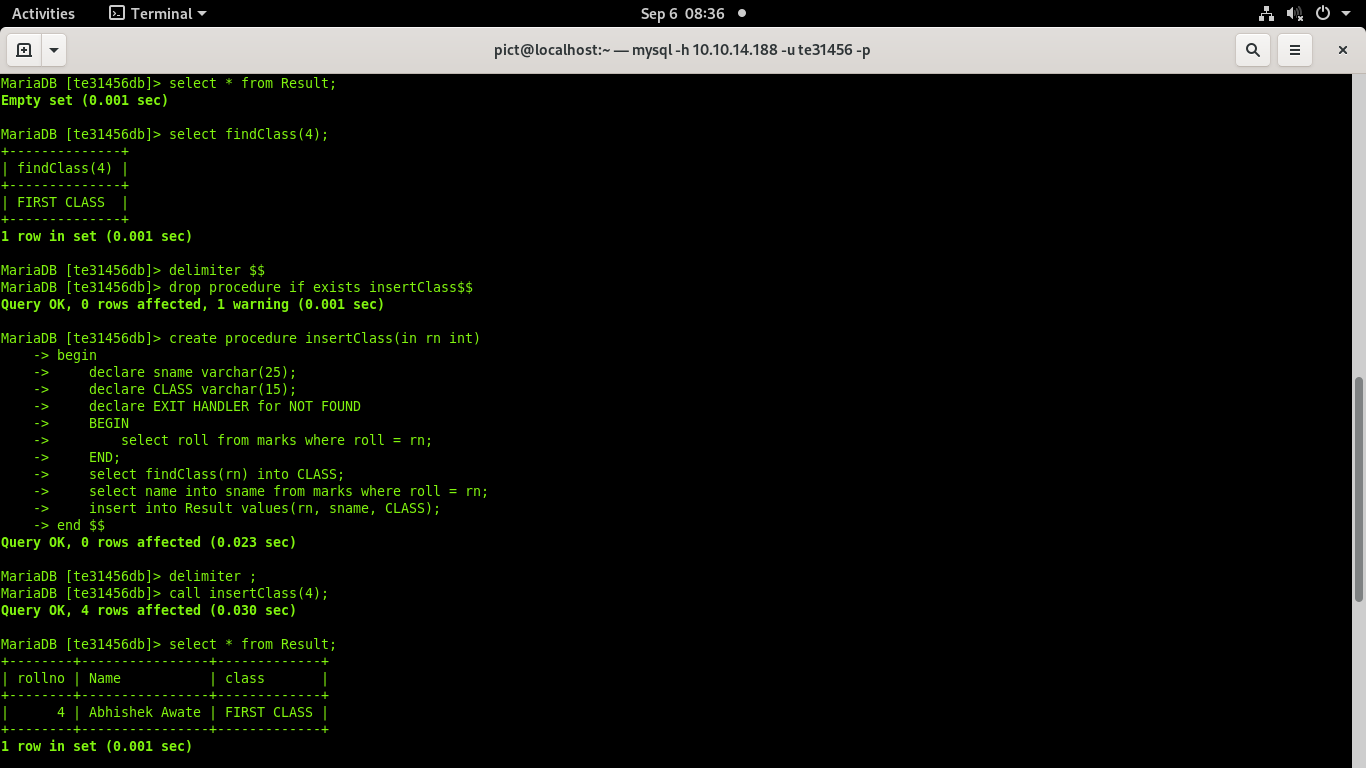 Activities Terminal Sep 6 08:36
pict@localhost:~ — mysql -h 10.10.14.188 -u te31456 -p
MariaDB [te31456db]> select * from Result;
Empty set (0.001 sec)
MariaDB [te31456db]> select findClass(4);
+--------------+
| findClass(4) |
+--------------+
| FIRST CLASS  |
+--------------+
1 row in set (0.001 sec)
MariaDB [te31456db]> delimiter $$
MariaDB [te31456db]> drop procedure if exists insertClass$$
Query OK, 0 rows affected, 1 warning (0.001 sec)
MariaDB [te31456db]> create procedure insertClass(in rn int)
    -> begin
    ->     declare sname varchar(25);
    ->     declare CLASS varchar(15);
    ->     declare EXIT HANDLER for NOT FOUND
    ->     BEGIN
    ->         select roll from marks where roll = rn;
    ->     END;
    ->     select findClass(rn) into CLASS;
    ->     select name into sname from marks where roll = rn;
    ->     insert into Result values(rn, sname, CLASS);
    -> end $$
Query OK, 0 rows affected (0.023 sec)
MariaDB [te31456db]> delimiter ;
MariaDB [te31456db]> call insertClass(4);
Query OK, 4 rows affected (0.030 sec)
MariaDB [te31456db]> select * from Result;
+--------+----------------+-------------+
| rollno | Name           | class       |
+--------+----------------+-------------+
|      4 | Abhishek Awate | FIRST CLASS |
+--------+----------------+-------------+
1 row in set (0.001 sec)